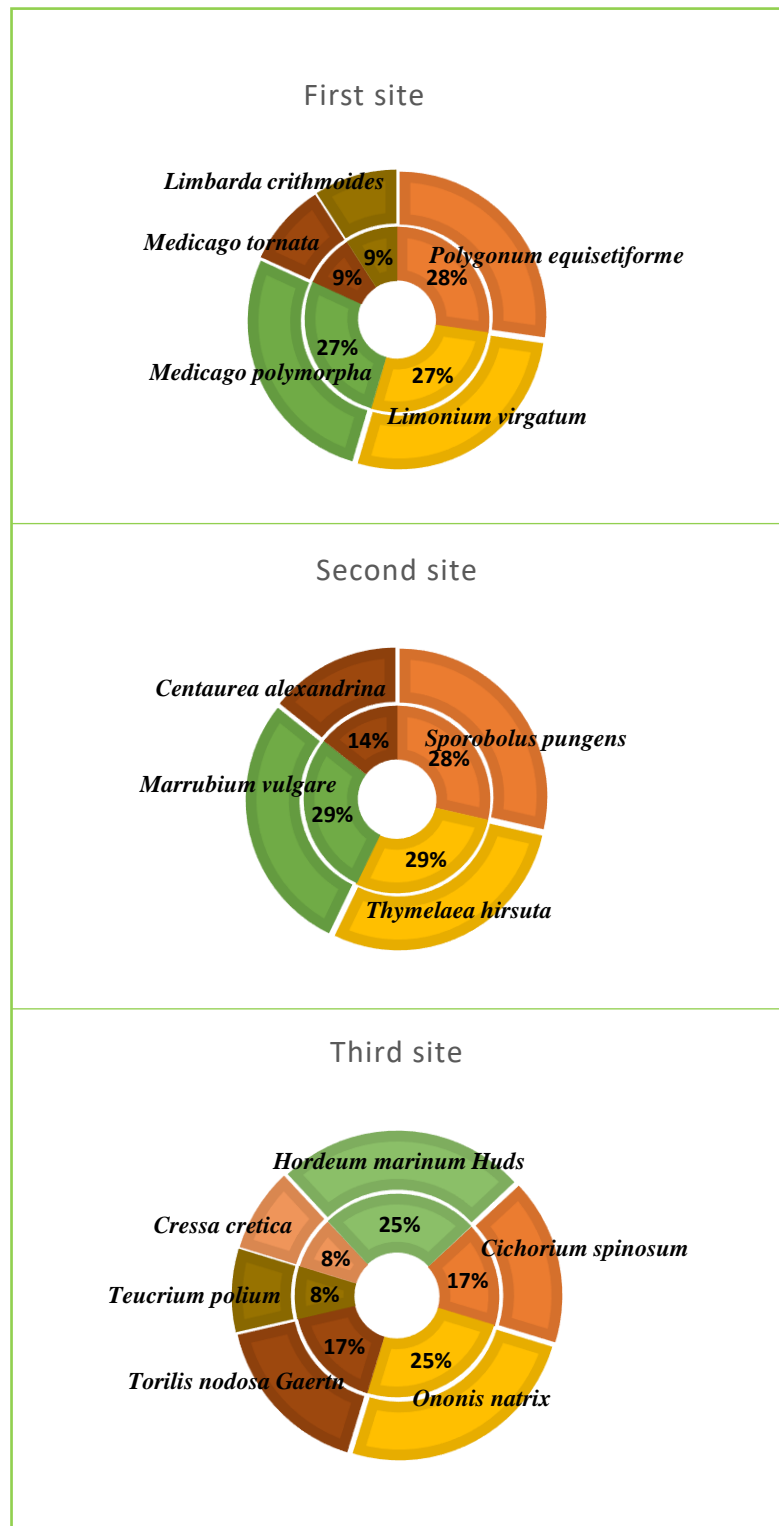 First site
Limbarda crithmoides
Medicago tornata
Polygonum equisetiforme
9%
9%
28%
27%
27%
Medicago polymorpha
Limonium virgatum
Second site
Centaurea alexandrina
14%
Sporobolus pungens
28%
Marrubium vulgare
29%
29%
Thymelaea hirsuta
Third site
Hordeum marinum Huds
25%
Cressa cretica
8%
Cichorium spinosum
17%
Teucrium polium
8%
17%
25%
Torilis nodosa Gaertn
Ononis natrix